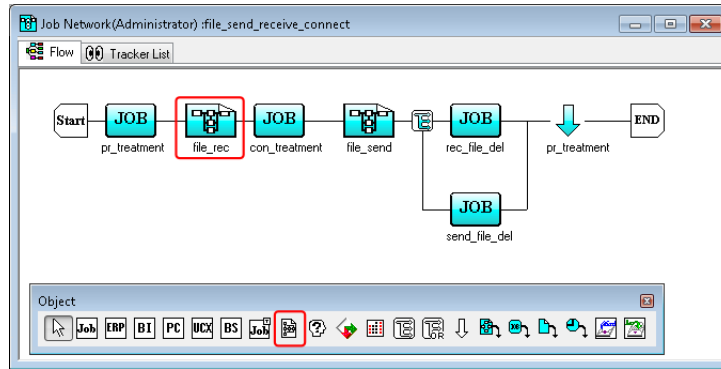 Job Network(Administrator) :file_send_receive_connect
Flow Tracker List
Start JOB JOB JOB END
pr_treatment file_rec con_treatment file_send rec_file_del pr_treatment
JOB
send_file_del
Object
Job ERP BI PC UCX BS Job OR